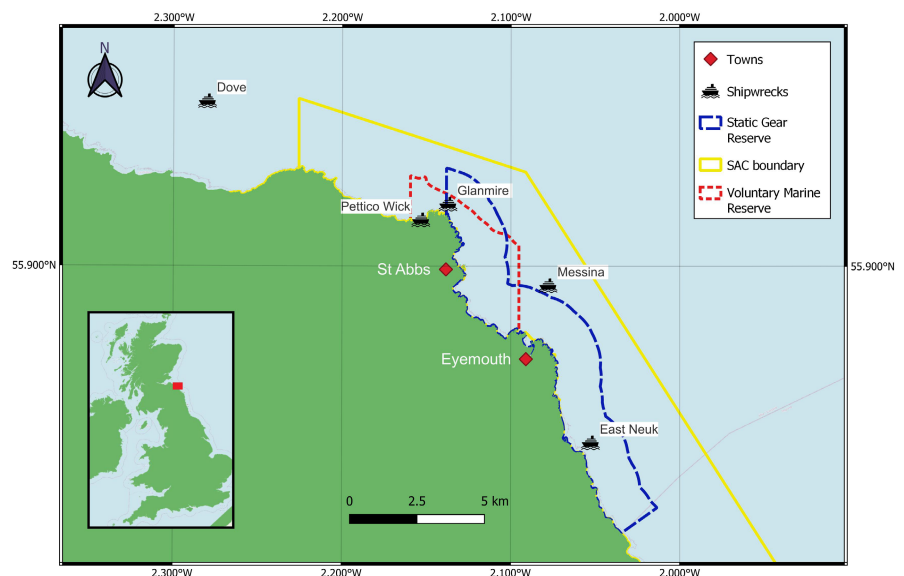 2.300°W 2.200°W 2.100°W 2.000°W
N
Dove
Towns
Shipwrecks
Static Gear
Reserve
SAC boundary
Voluntary Marine
Reserve
Glanmire
Pettico Wick
55.900°N
St Abbs
Messina
55.900°N
Eyemouth
East Neuk
0 2.5 5 km
2.300°W 2.200°W 2.100°W 2.000°W